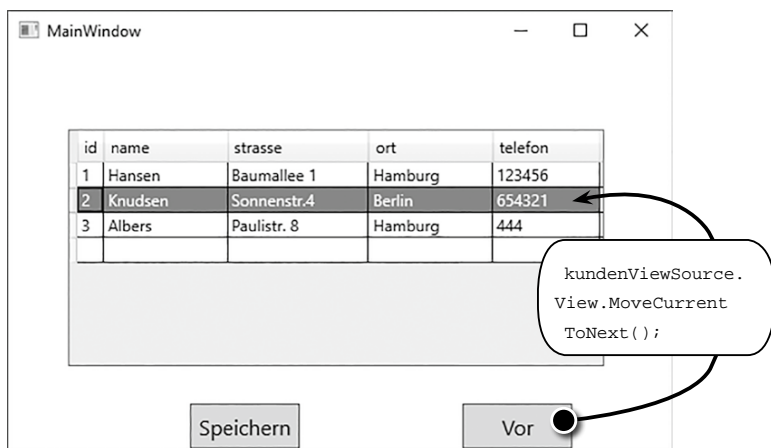 MainWindow
id name strasse ort telefon
1 Hansen Baumallee 1 Hamburg 123456
2 Knudsen Sonnenstr.4 Berlin 654321
3 Albers Paulistr. 8 Hamburg 444
kundenViewSource.
View.MoveCurrent
ToNext();
Speichern Vor